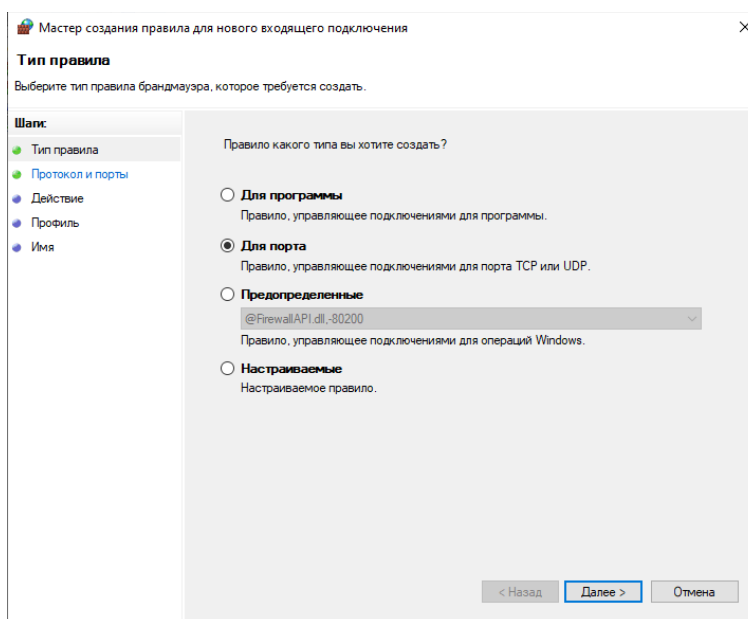 Мастер создания правила для нового входящего подключения
Тип правила
Выберите тип правила брандмауэра, которое требуется создать.
Шаги:
Тип правила
Протокол и порты
Действие
Профиль
Имя
Правило какого типа вы хотите создать?
Для программы
Правило, управляющее подключениями для программы.
Для порта
Правило, управляющее подключениями для порта TCP или UDP.
Предопределенные
@FirewallAPI.dll,-80200
Правило, управляющее подключениями для операций Windows.
Настраиваемые
Настраиваемое правило.
< Назад
Далее >
Отмена